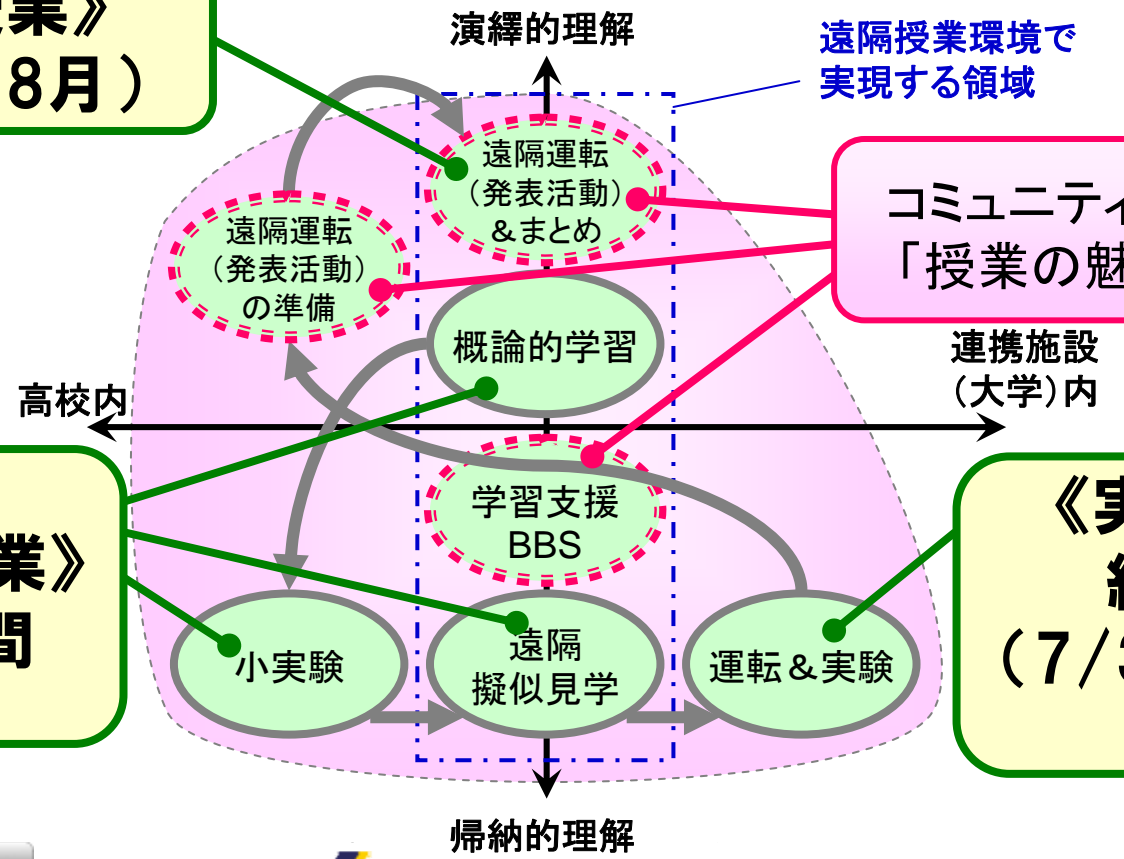 業》
8月）
演繹的理解
遠隔授業環境で
実現する領域
遠隔運転
（発表活動）
＆まとめ
遠隔運転
（発表活動）
の準備
コミュニティ
「授業の魅
概論的学習
連携施設
（大学）内
高校内
学習支援
BBS
業》
間
《実
（７/
小実験
遠隔
擬似見学
運転＆実験
帰納的理解